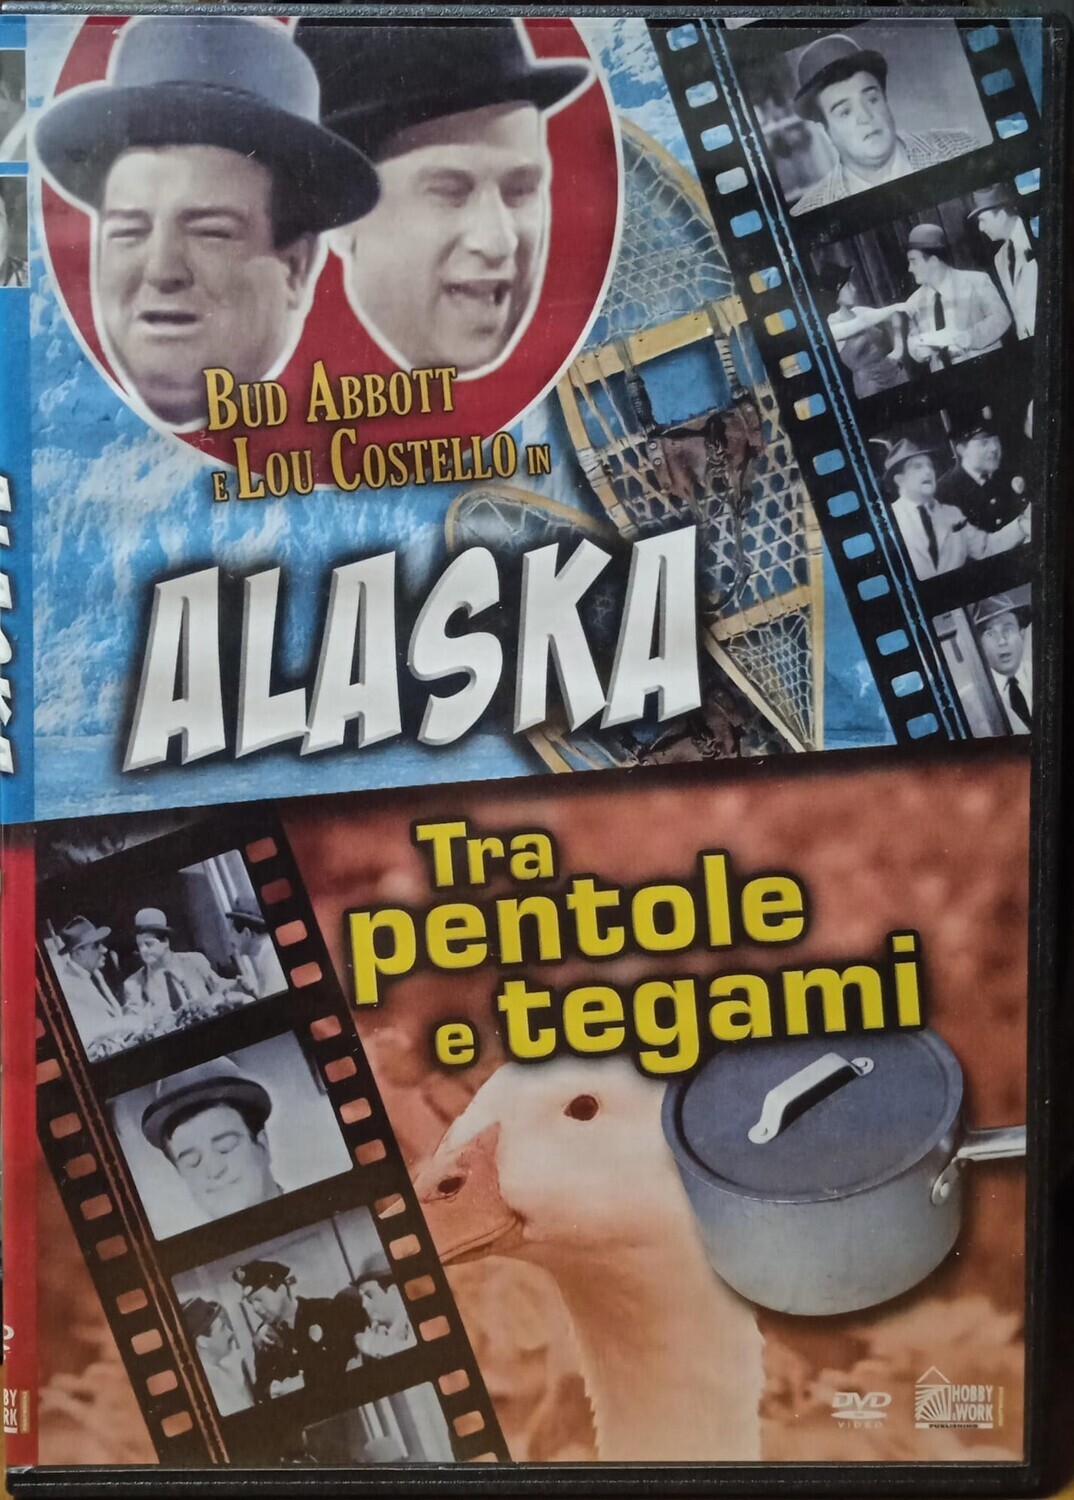 BUD ABBOTT
E LOU COSTELLO IN
ALASKA
Tra
pentole
e tegami
DVD
VIDEO
HOBBY
& WORK
PUBLISHING